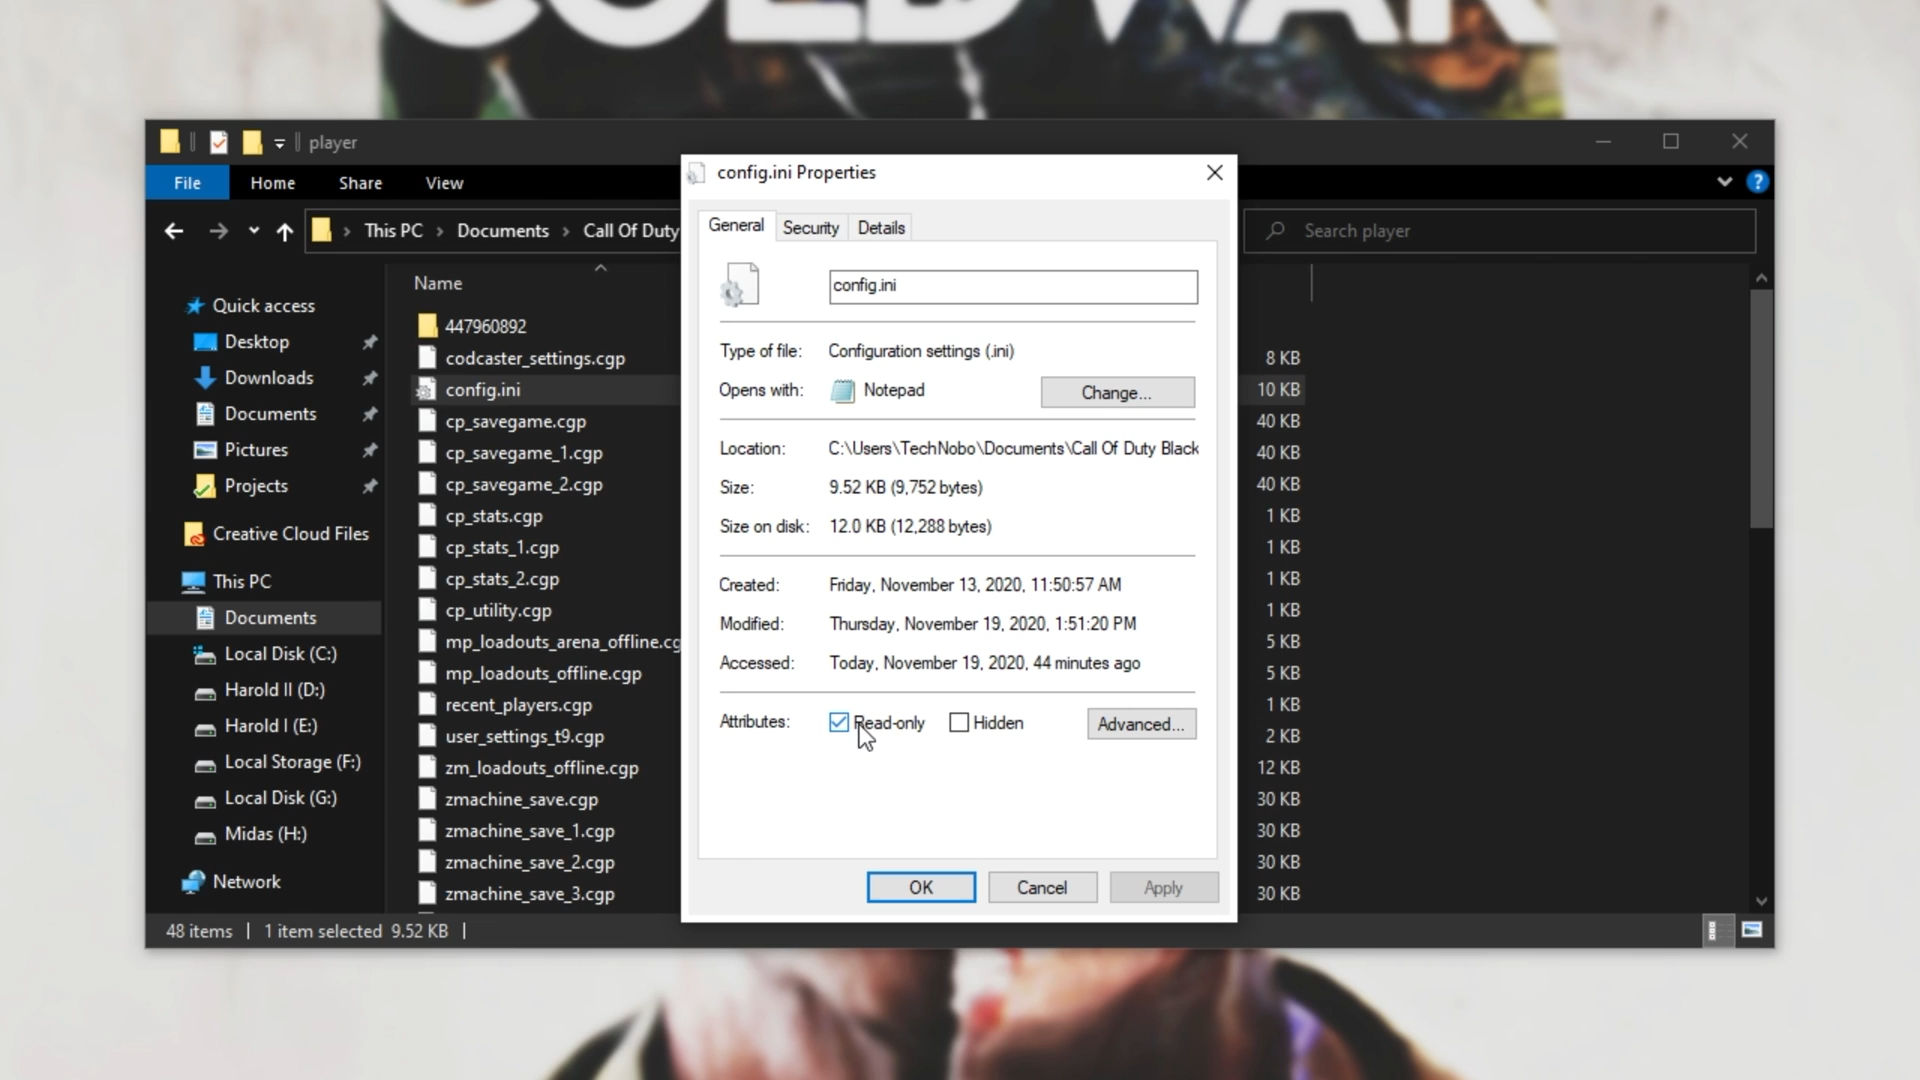 COLD WAR
player
File
Home
Share
View
This PC
Documents
Call Of Duty
Search player
Quick access
Desktop
Downloads
Documents
Pictures
Projects
Creative Cloud Files
This PC
Documents
Local Disk (C:)
Harold II (D:)
Harold I (E:)
Local Storage (F:)
Local Disk (G:)
Midas (H:)
Network
Name
447960892
codcaster_settings.cgp 8 KB
config.ini 10 KB
cp_savegame.cgp 40 KB
cp_savegame_1.cgp 40 KB
cp_savegame_2.cgp 40 KB
cp_stats.cgp 1 KB
cp_stats_1.cgp 1 KB
cp_stats_2.cgp 1 KB
cp_utility.cgp 1 KB
mp_loadouts_arena_offline.cg 5 KB
mp_loadouts_offline.cgp 5 KB
recent_players.cgp 1 KB
user_settings_t9.cgp 2 KB
zm_loadouts_offline.cgp 12 KB
zmachine_save.cgp 30 KB
zmachine_save_1.cgp 30 KB
zmachine_save_2.cgp 30 KB
zmachine_save_3.cgp 30 KB
48 items
1 item selected 9.52 KB
config.ini Properties
General
Security
Details
config.ini
Type of file: Configuration settings (.ini)
Opens with: Notepad
Change...
Location: C:\Users\TechNobo\Documents\Call Of Duty Black
Size: 9.52 KB (9,752 bytes)
Size on disk: 12.0 KB (12,288 bytes)
Created: Friday, November 13, 2020, 11:50:57 AM
Modified: Thursday, November 19, 2020, 1:51:20 PM
Accessed: Today, November 19, 2020, 44 minutes ago
Attributes: Read-only Hidden
Advanced...
OK
Cancel
Apply